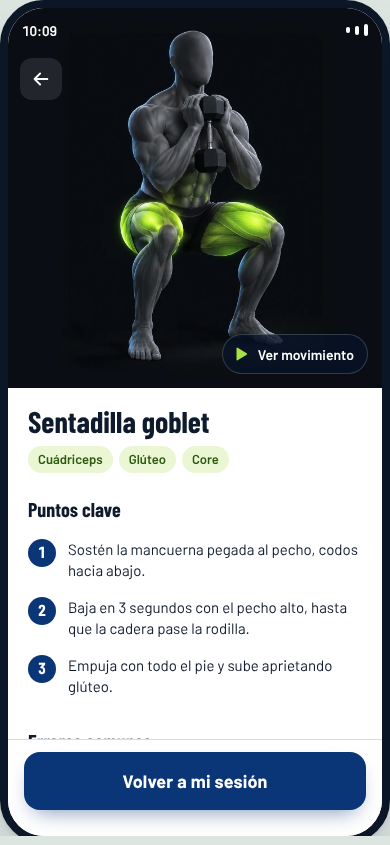 10:09
Ver movimiento
Sentadilla goblet
Cuádriceps Glúteo Core
Puntos clave
1 Sostén la mancuerna pegada al pecho, codos
hacia abajo.
2 Baja en 3 segundos con el pecho alto, hasta
que la cadera pase la rodilla.
3 Empuja con todo el pie y sube apretando
glúteo.
Volver a mi sesión